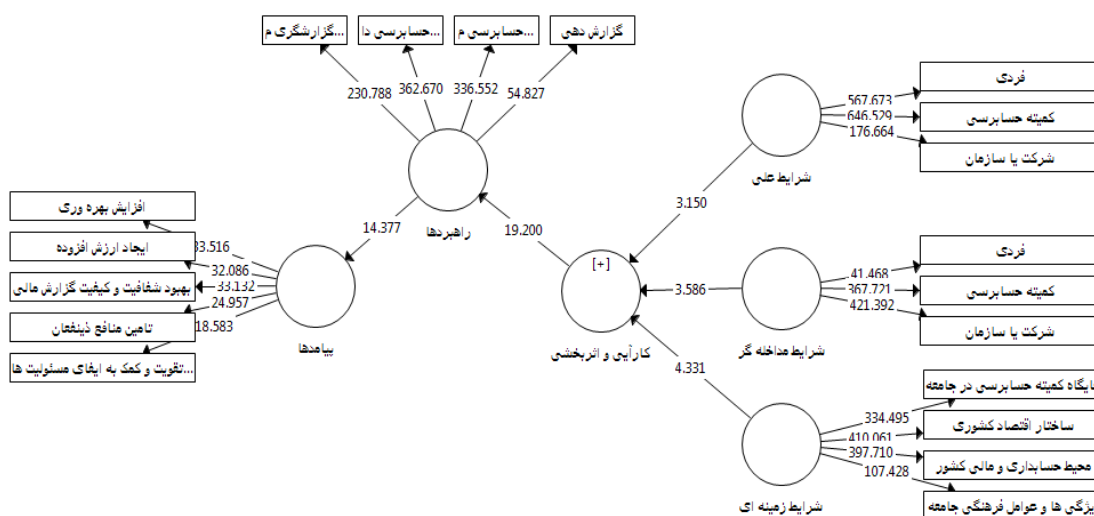 گزارشگری م...
حسابرسی دا...
حسابرسی م...
گزارش دهی
230.788
362.670
336.552
54.827
راهبردها
فردی
کمیته حسابرسی
شرکت یا سازمان
567.673
646.529
176.664
شرایط علی
3.150
افزایش بهره وری
ایجاد ارزش افزوده
بهبود شفافیت و کیفیت گزارش مالی
تامین منافع ذینفعان
تقویت و کمک به ایفای مسئولیت ها...
33.516
32.086
33.132
24.957
18.583
پیامدها
14.377
19.200
[+]
کارآیی و اثربخشی
3.586
فردی
کمیته حسابرسی
شرکت یا سازمان
41.468
367.721
421.392
شرایط مداخله گر
4.331
کمیته حسابرسی در جامعه
ساختار اقتصاد کشوری
محیط حسابداری و مالی کشور
ها و عوامل فرهنگی جامعه
334.495
410.061
397.710
107.428
شرایط زمینه ای